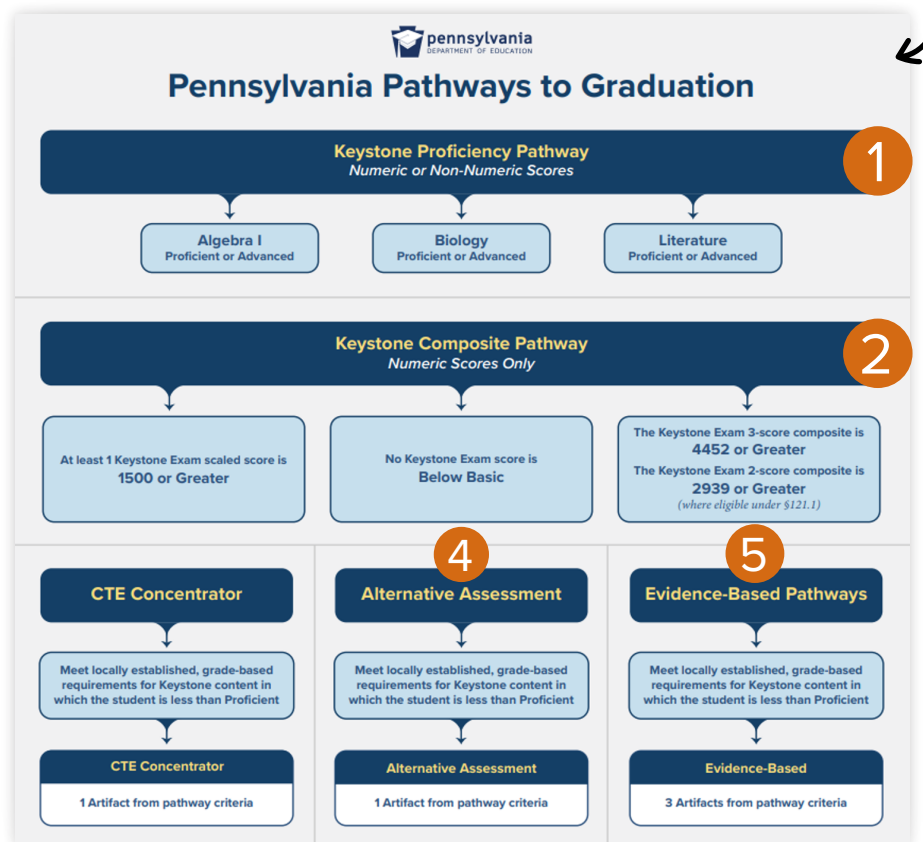 pennsylvania
DEPARTMENT OF EDUCATION
Pennsylvania Pathways to Graduation
Keystone Proficiency Pathway
Numeric or Non-Numeric Scores
1
Algebra I
Proficient or Advanced
Biology
Proficient or Advanced
Literature
Proficient or Advanced
Keystone Composite Pathway
Numeric Scores Only
2
At least 1 Keystone Exam scaled score is
1500 or Greater
No Keystone Exam score is
Below Basic
The Keystone Exam 3-score composite is
4452 or Greater
The Keystone Exam 2-score composite is
2939 or Greater
(where eligible under §121.1)
CTE Concentrator
Meet locally established, grade-based
requirements for Keystone content in
which the student is less than Proficient
CTE Concentrator
1 Artifact from pathway criteria
4
Alternative Assessment
Meet locally established, grade-based
requirements for Keystone content in
which the student is less than Proficient
Alternative Assessment
1 Artifact from pathway criteria
5
Evidence-Based Pathways
Meet locally established, grade-based
requirements for Keystone content in
which the student is less than Proficient
Evidence-Based
3 Artifacts from pathway criteria